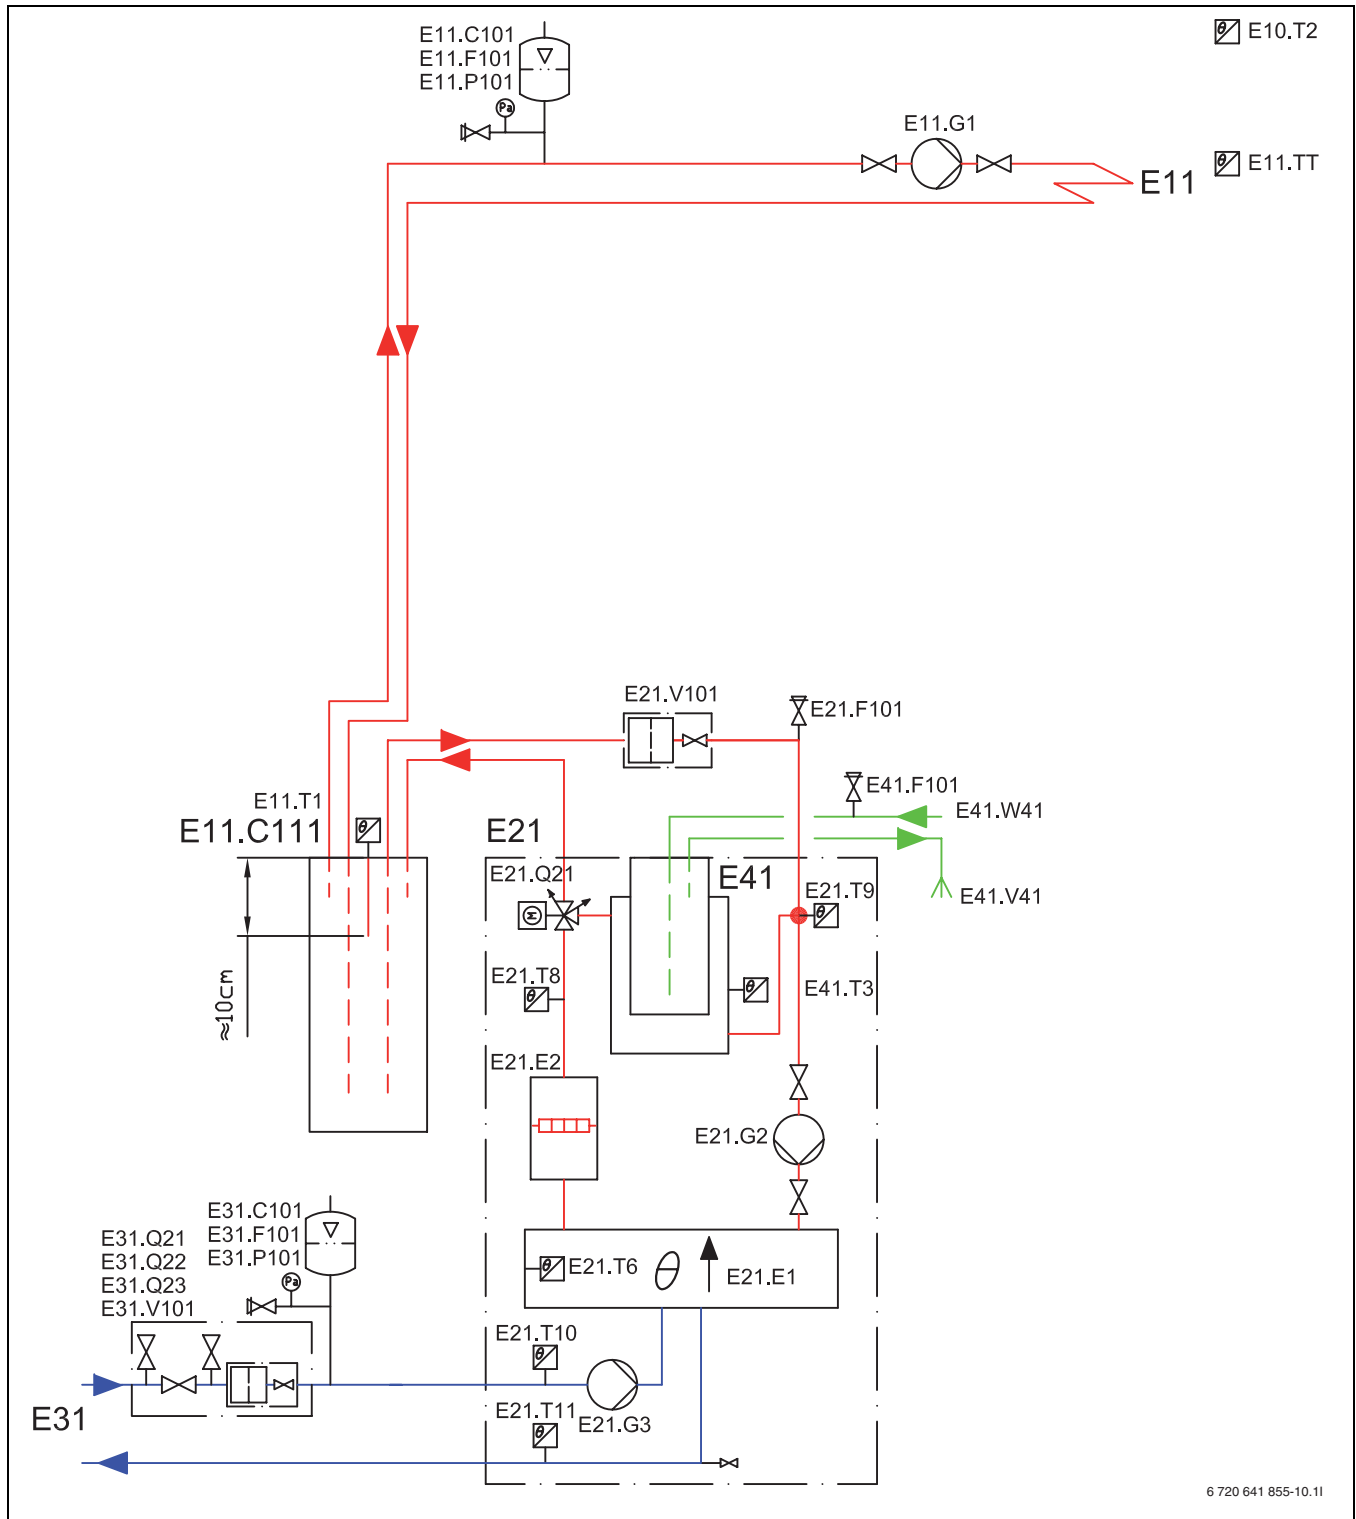 E11.C101
E11.F101
E11.P101
Pa
E11.G1
θ E10.T2
θ E11.TT
E11
E21.V101
E21.F101
E41.F101
E41.W41
E41.V41
E11.T1
E11.C111
θ
E21
E21.Q21
M
E41
E21.T9
θ
≈10cm
E21.T8
θ
θ
E41.T3
E21.E2
E21.G2
E31.C101
E31.F101
E31.P101
Pa
E31.Q21
E31.Q22
E31.Q23
E31.V101
θ E21.T6
E21.E1
E21.T10
θ
E21.G3
E31
E21.T11
θ
6 720 641 855-10.1I